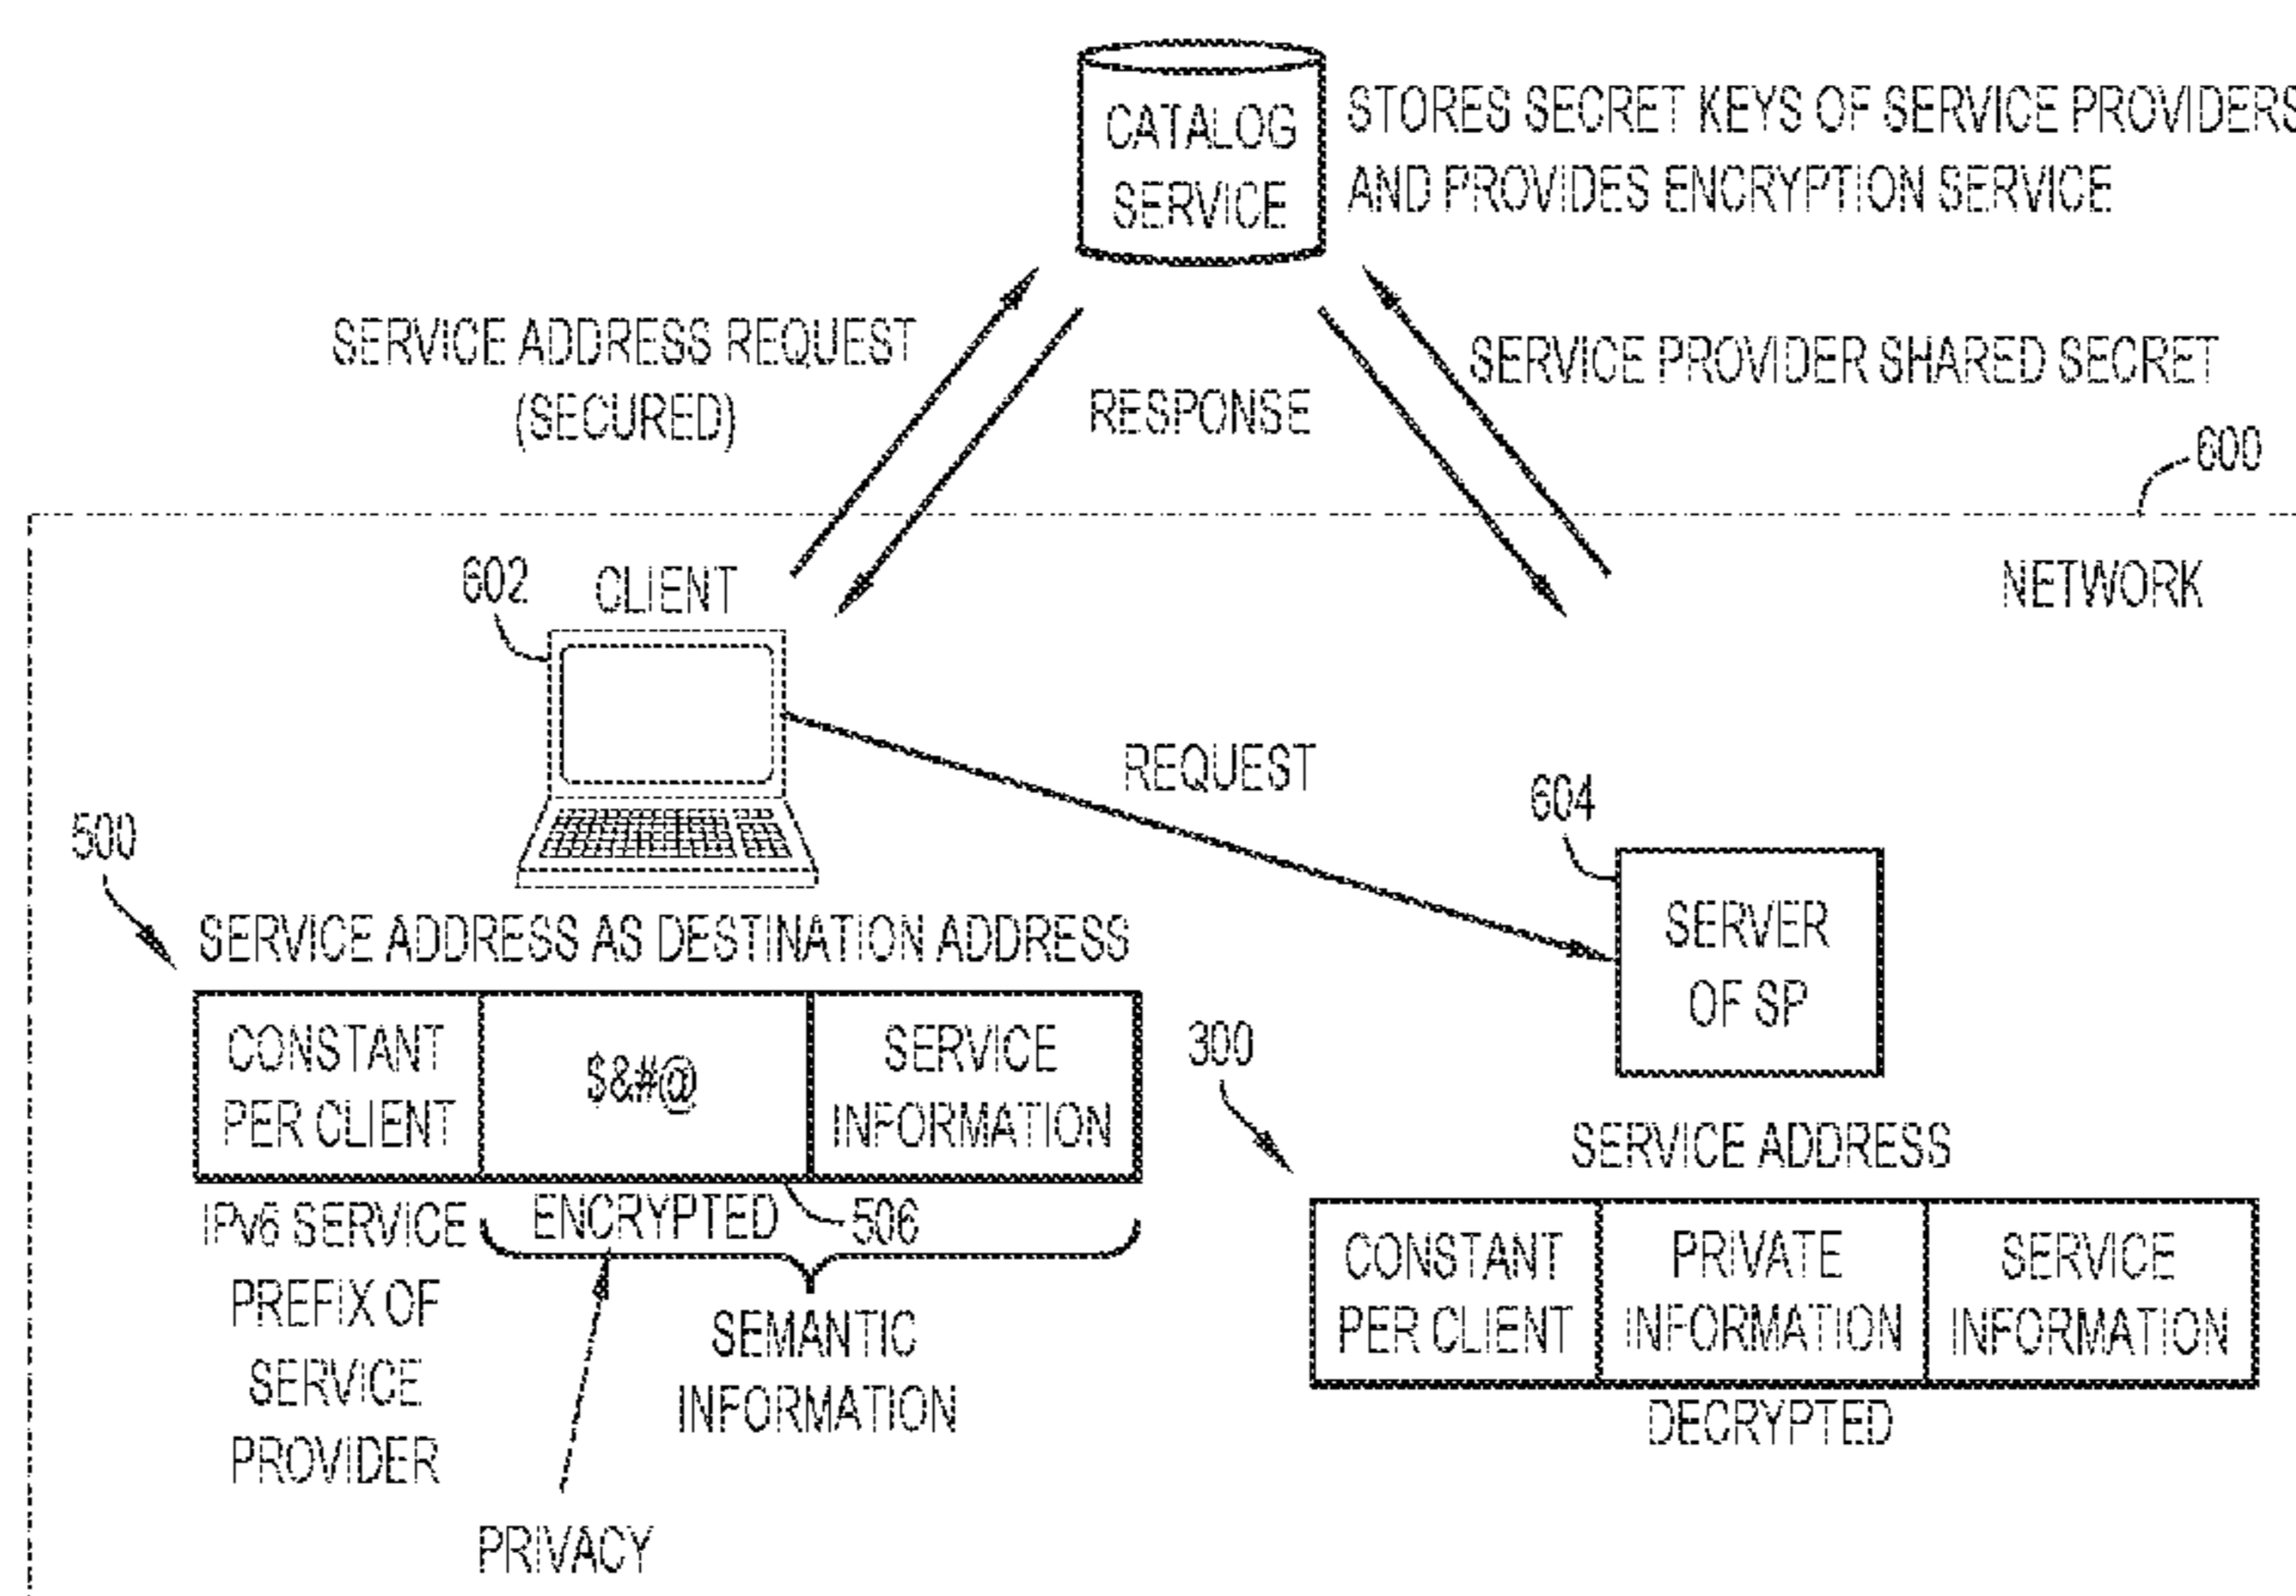 CATALOG
SERVICE
STORES SECRET KEYS OF SERVICE PROVIDERS
AND PROVIDES ENCRYPTION SERVICE
SERVICE ADDRESS REQUEST
(SECURED)
RESPONSE
SERVICE PROVIDER SHARED SECRET
600
NETWORK
602
CLIENT
REQUEST
604
SERVER
OF SP
500
SERVICE ADDRESS AS DESTINATION ADDRESS
CONSTANT
PER CLIENT
$&#@
SERVICE
INFORMATION
IPv6 SERVICE
PREFIX OF
SERVICE
PROVIDER
ENCRYPTED
506
SEMANTIC
INFORMATION
PRIVACY
300
SERVICE ADDRESS
CONSTANT
PER CLIENT
PRIVATE
INFORMATION
SERVICE
INFORMATION
DECRYPTED